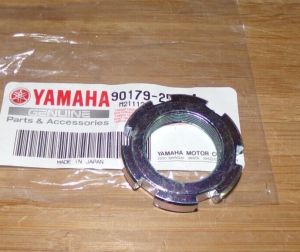 YAMAHA 90179-2
GENUINE
Parts & Accessories
MADE IN JAPAN
YAMAHA MOTOR CO